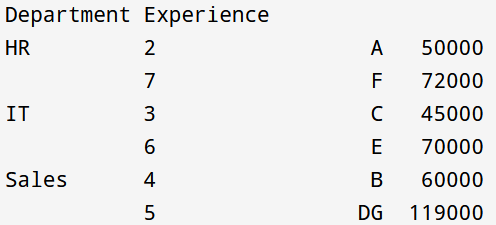 Department Experience
HR 2 A 50000
7 F 72000
IT 3 C 45000
6 E 70000
Sales 4 B 60000
5 DG 119000